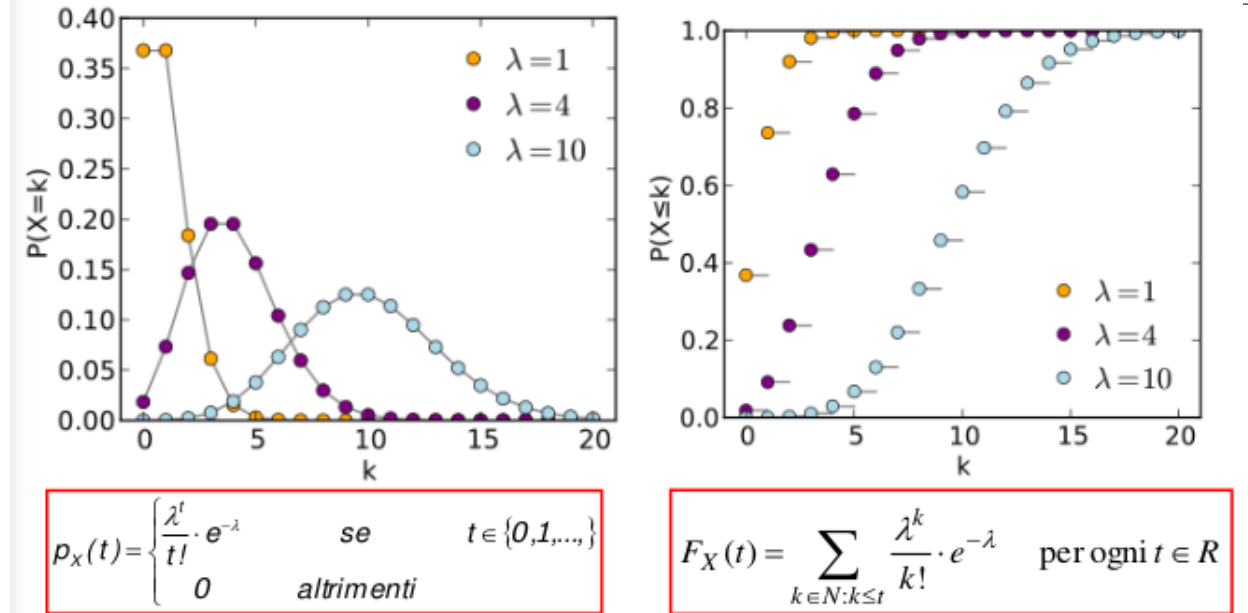 0.40
0.35
0.30
0.25
0.20
0.15
0.10
0.05
0.00
P(X=k)
λ=1
λ=4
λ=10
0 5 10 15 20
k
1.0
0.8
0.6
0.4
0.2
0.0
P(X≤k)
λ=1
λ=4
λ=10
0 5 10 15 20
k
p_X(t) = { λ^t / t! · e^{-λ} se t ∈ {0,1,...,}
0 altrimenti
F_X(t) = ∑_{k∈N:k≤t} λ^k / k! · e^{-λ} per ogni t ∈ R